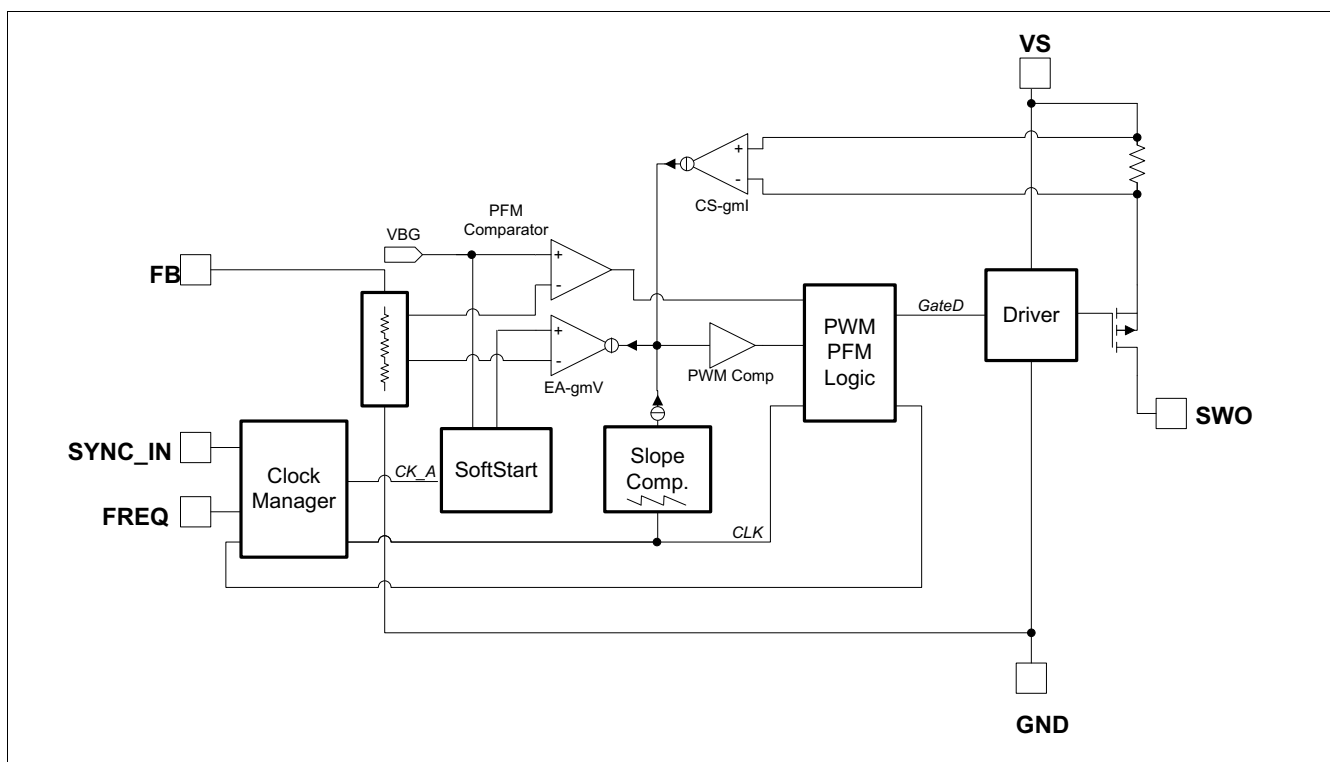 VS
+
-
CS-gmI
PFM
Comparator
VBG
+
-
FB
GateD
Driver
PWM
PFM
Logic
+
-
EA-gmV
PWM Comp
SWO
SYNC_IN
Clock
Manager
CK_A
SoftStart
Slope
Comp.
FREQ
CLK
GND